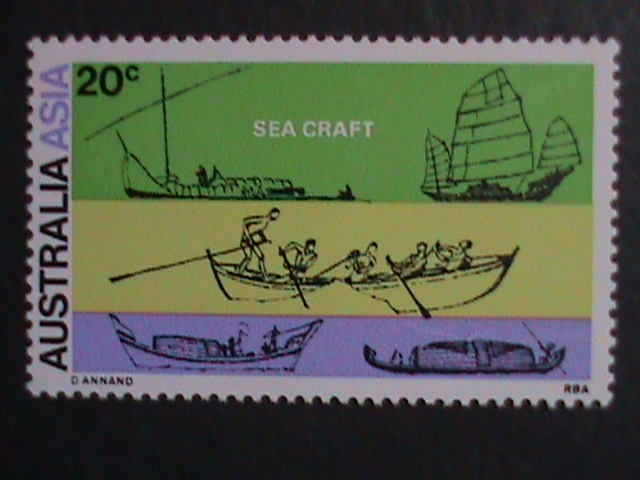 20c
SEA CRAFT
AUSTRALIA ASIA
D ANNAND
RBA